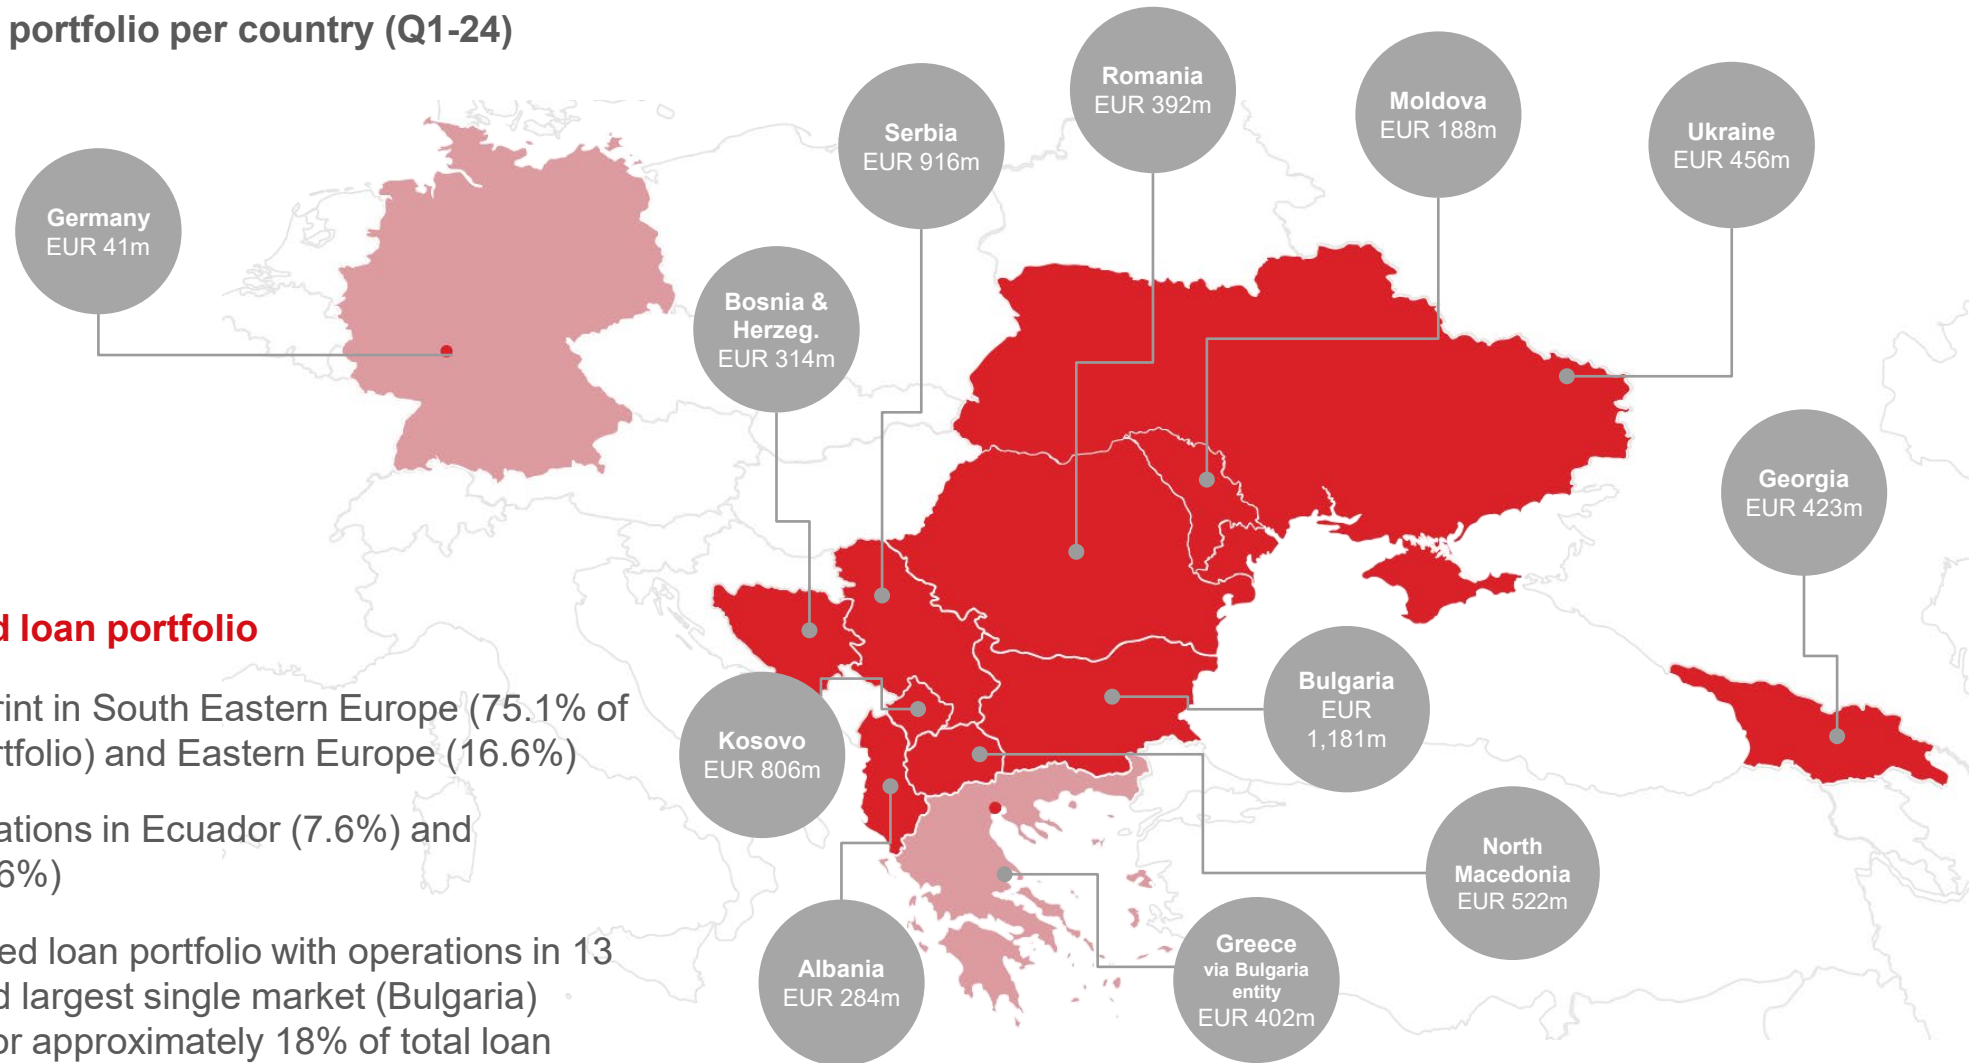 portfolio per country (Q1-24)
Romania
EUR 392m
Moldova
EUR 188m
Serbia
EUR 916m
Ukraine
EUR 456m
Germany
EUR 41m
Bosnia &
Herzeg.
EUR 314m
Georgia
EUR 423m
d loan portfolio
rint in South Eastern Europe (75.1% of
rtfolio) and Eastern Europe (16.6%)
ations in Ecuador (7.6%) and
6%)
ed loan portfolio with operations in 13
d largest single market (Bulgaria)
or approximately 18% of total loan
Bulgaria
EUR
1,181m
Kosovo
EUR 806m
North
Macedonia
EUR 522m
Albania
EUR 284m
Greece
via Bulgaria
entity
EUR 402m